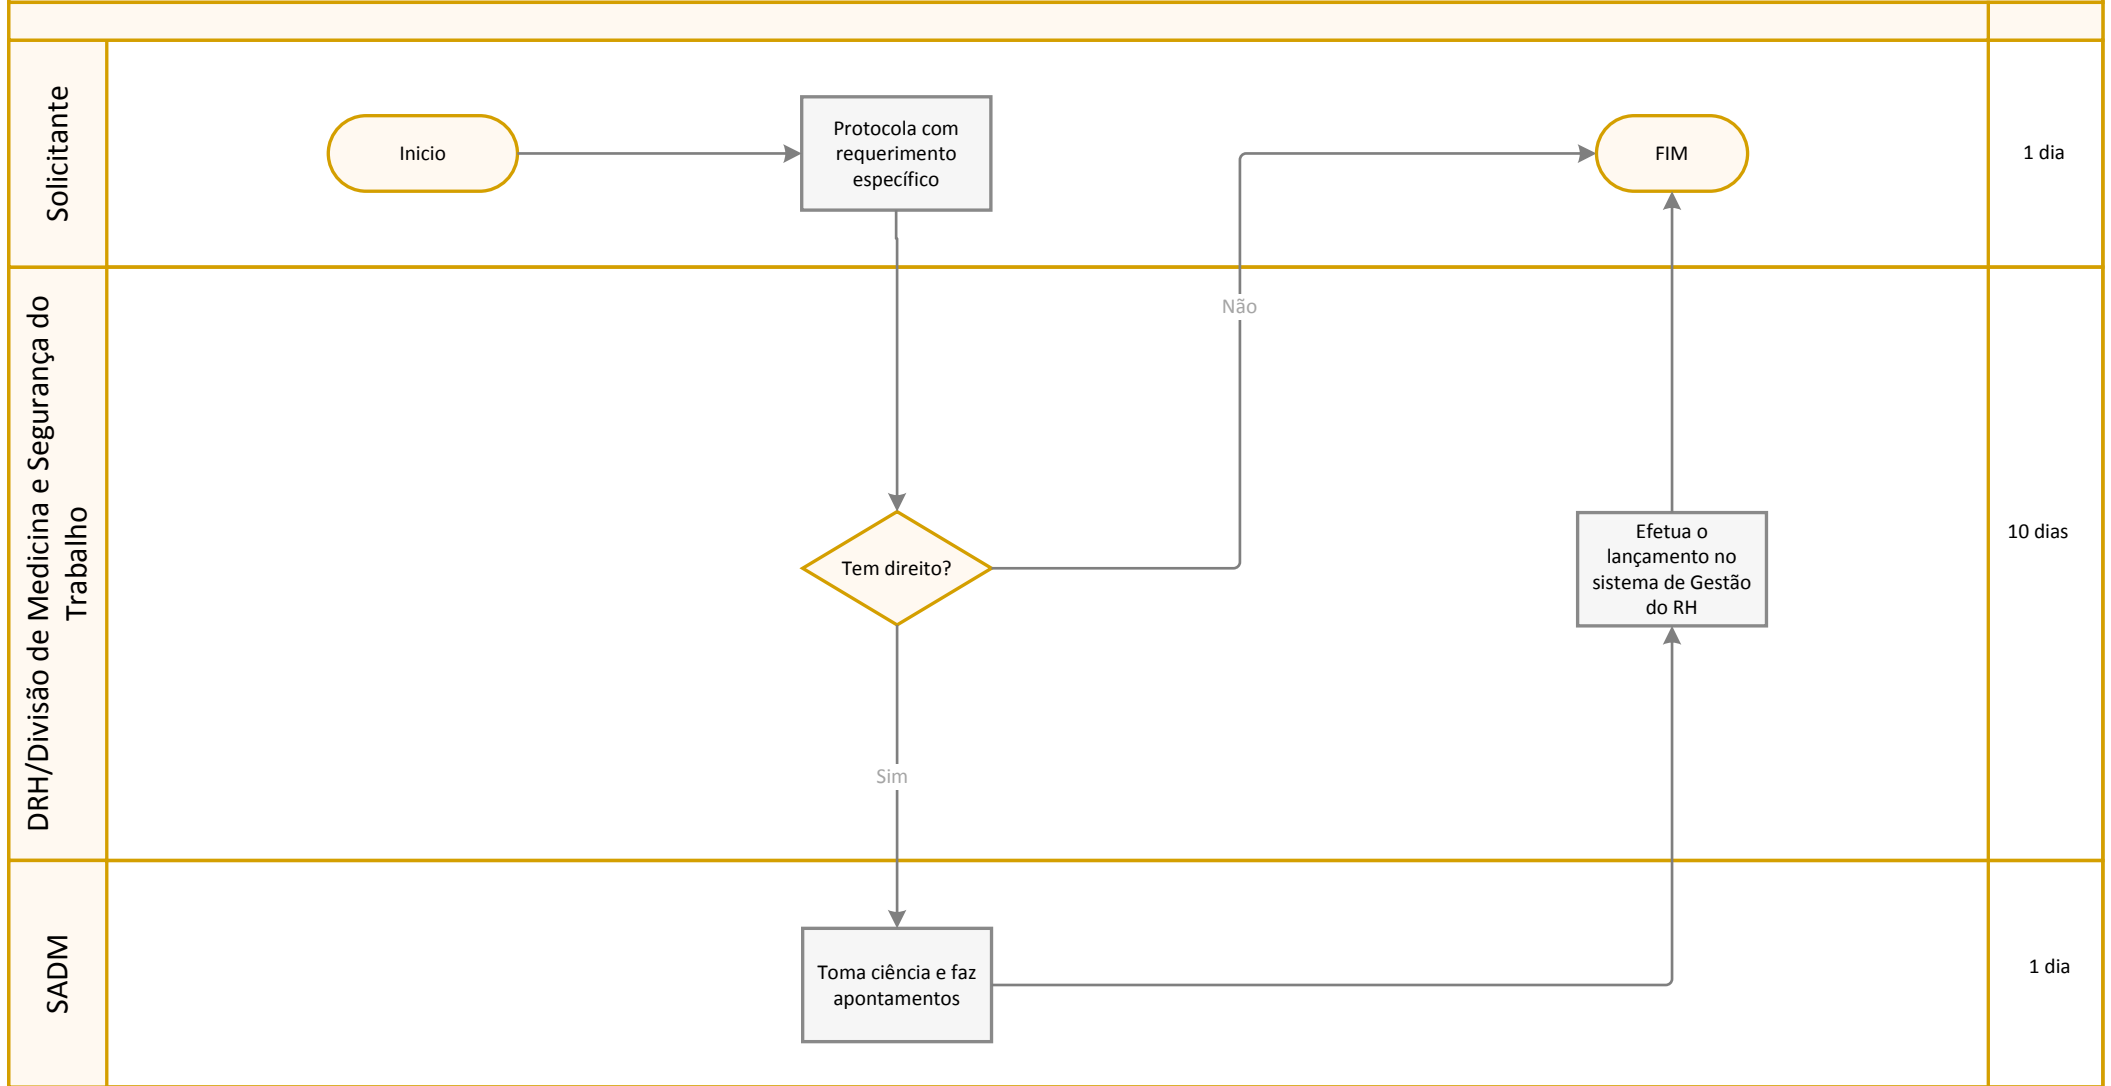 Solicitante
Inicio
Protocola com
requerimento
específico
FIM
1 dia
DRH/Divisão de Medicina e Segurança do
Trabalho
Não
Tem direito?
Efetua o
lançamento no
sistema de Gestão
do RH
10 dias
Sim
SADM
Toma ciência e faz
apontamentos
1 dia